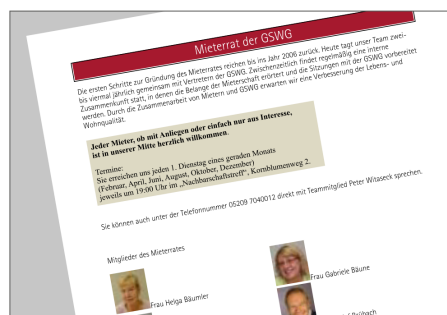 Mieterrat der GSWG
Die ersten Schritte zur Gründung des Mieterrates reichen bis ins Jahr 2006 zurück. Heute tagt unser Team zwei-
bis viermal jährlich gemeinsam mit Vertretern der GSWG. Zwischenzeitlich findet regelmäßig eine interne
Zusammenkunft statt, in denen die Belange der Mieterschaft erörtert und die Sitzungen mit der GSWG vorbereitet
werden. Durch die Zusammenarbeit von Mietern und GSWG erwarten wir eine Verbesserung der Lebens- und
Wohnqualität.
Jeder Mieter, ob mit Anliegen oder einfach nur aus Interesse,
ist in unserer Mitte herzlich willkommen.
Termine:
Sie erreichen uns jeden 1. Dienstag eines geraden Monats
(Februar, April, Juni, August, Oktober, Dezember)
jeweils um 19:00 Uhr im „Nachbarschaftstreff", Kornblumenweg 2.
Sie können auch unter der Telefonnummer 05209 7040012 direkt mit Teammitglied Peter Witaseck sprechen.
Mitglieder des Mieterrates
Frau Gabriele Bäune
Frau Helga Bäumler